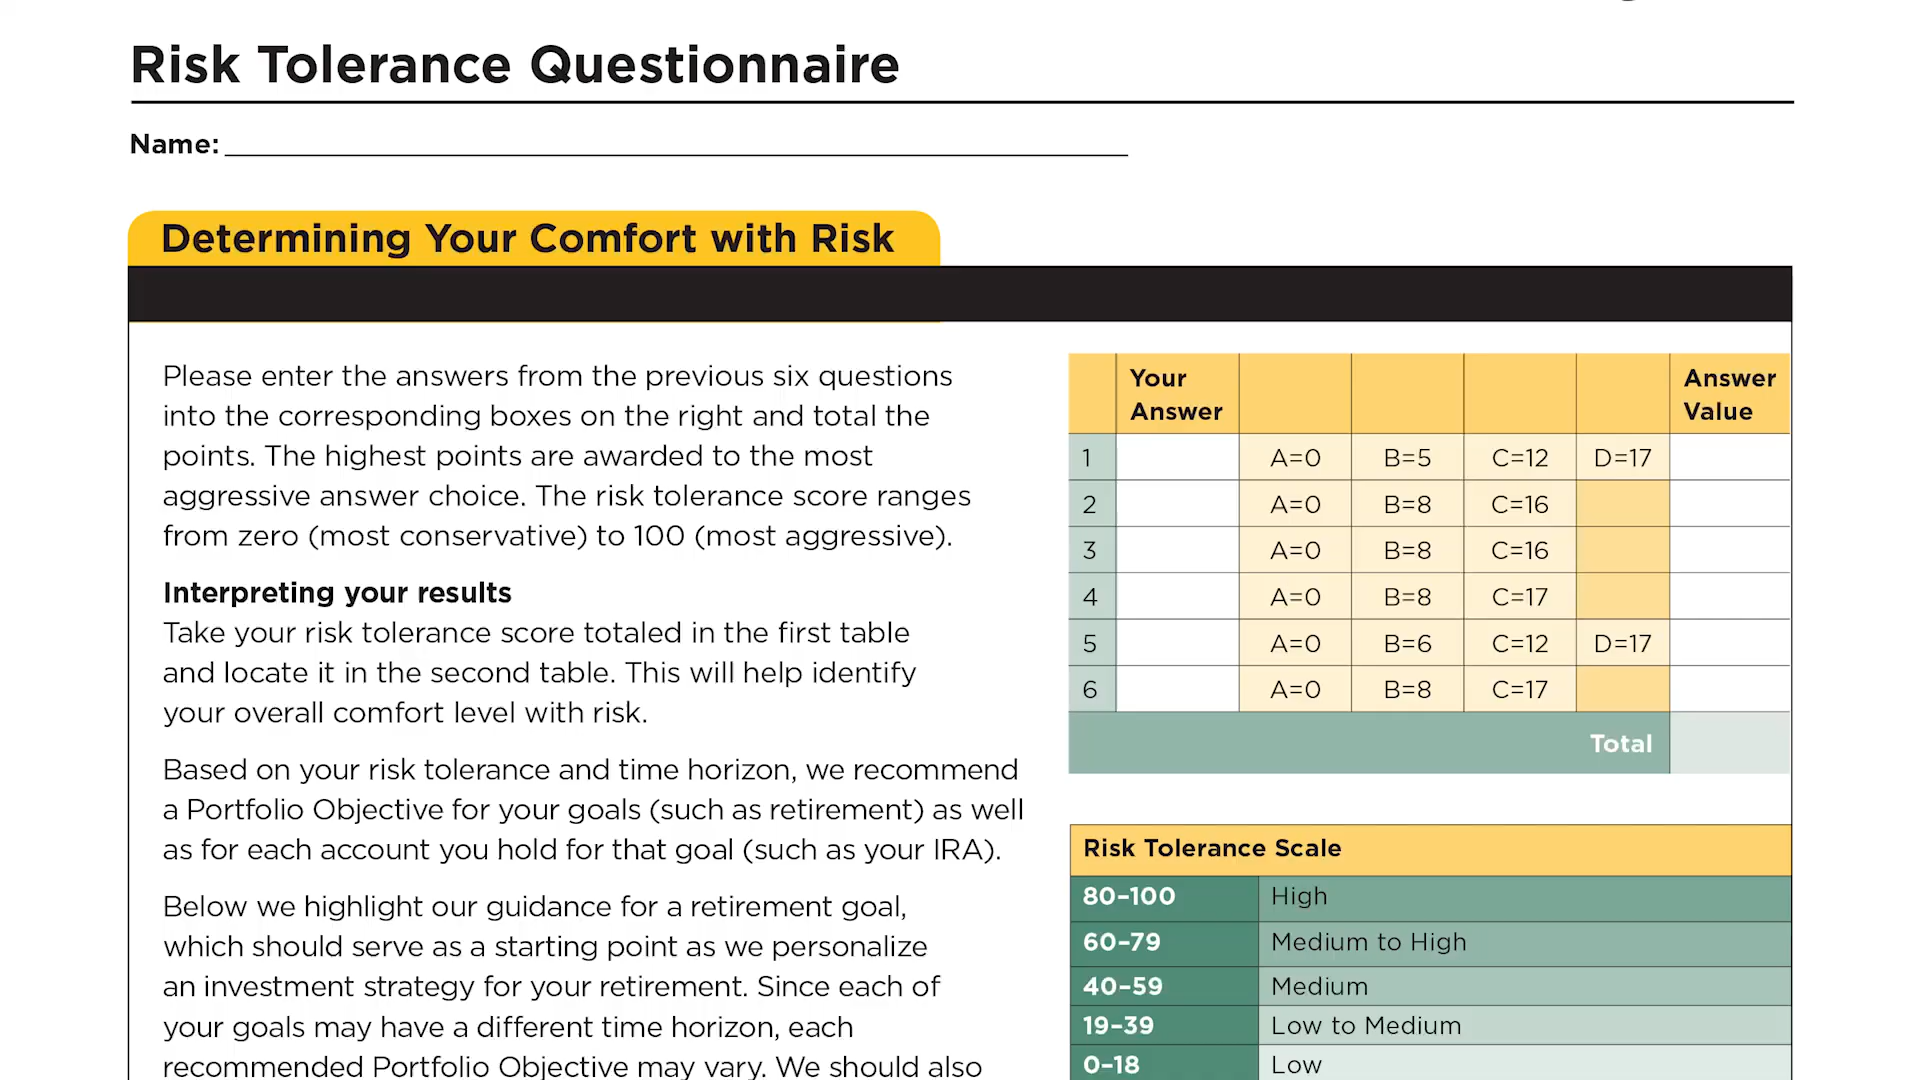 Risk Tolerance Questionnaire
Name:
Determining Your Comfort with Risk
Please enter the answers from the previous six questions
into the corresponding boxes on the right and total the
points. The highest points are awarded to the most
aggressive answer choice. The risk tolerance score ranges
from zero (most conservative) to 100 (most aggressive).
Interpreting your results
Take your risk tolerance score totaled in the first table
and locate it in the second table. This will help identify
your overall comfort level with risk.
Based on your risk tolerance and time horizon, we recommend
a Portfolio Objective for your goals (such as retirement) as well
as for each account you hold for that goal (such as your IRA).
Below we highlight our guidance for a retirement goal,
which should serve as a starting point as we personalize
an investment strategy for your retirement. Since each of
your goals may have a different time horizon, each
recommended Portfolio Objective may vary. We should also
Your Answer Answer Value
1 A=0 B=5 C=12 D=17
2 A=0 B=8 C=16
3 A=0 B=8 C=16
4 A=0 B=8 C=17
5 A=0 B=6 C=12 D=17
6 A=0 B=8 C=17
Total
Risk Tolerance Scale
80–100 High
60–79 Medium to High
40–59 Medium
19–39 Low to Medium
0–18 Low